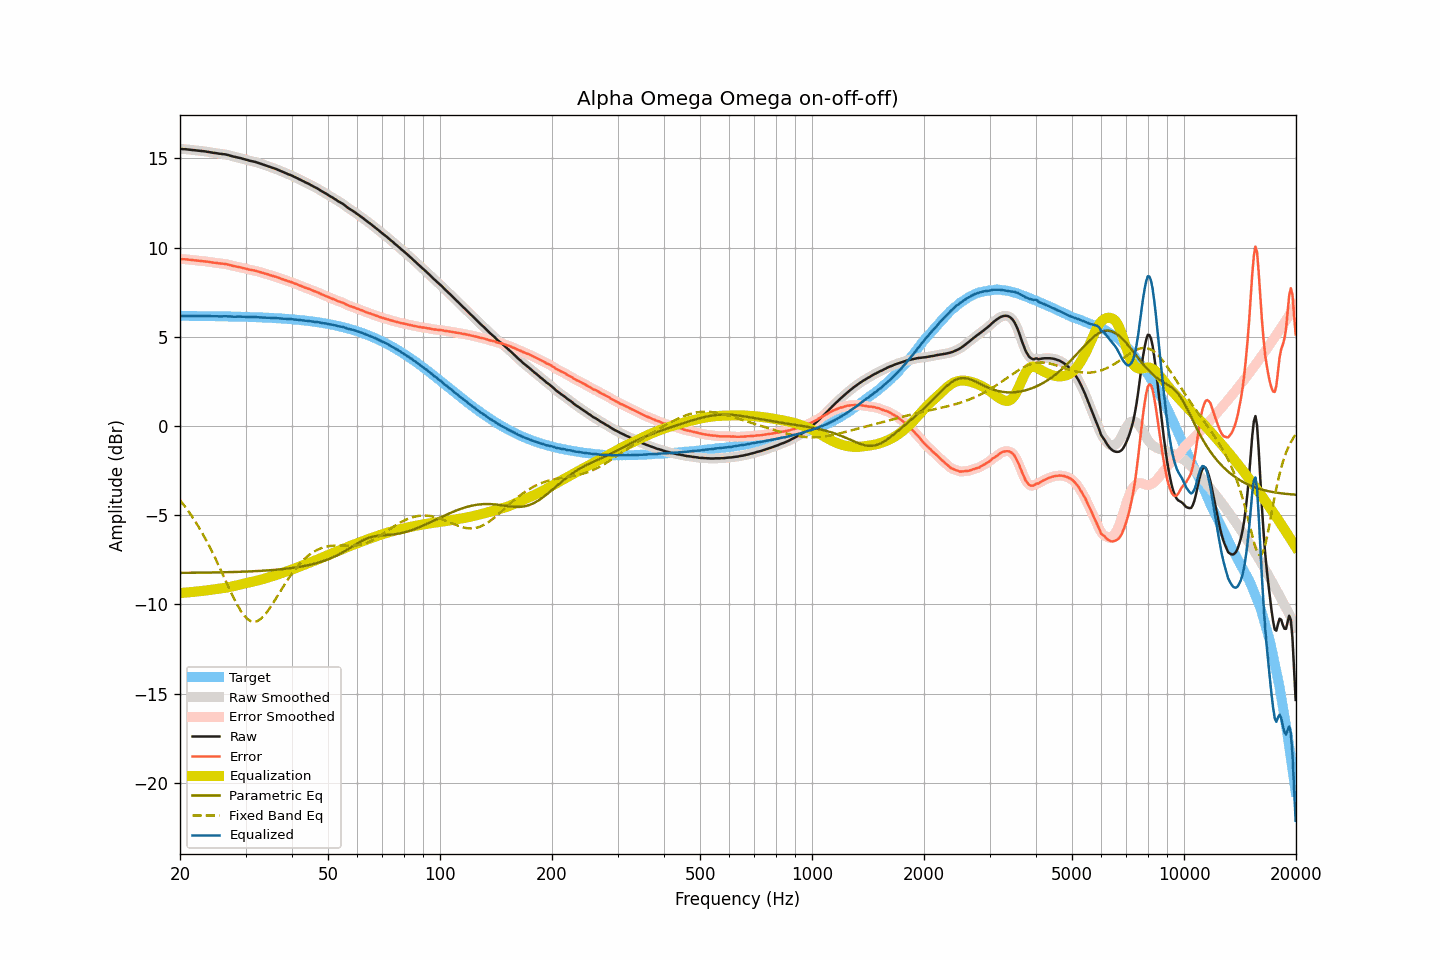 Alpha Omega Omega on-off-off)
Amplitude (dBr)
15
10
5
0
−5
−10
−15
−20
Target
Raw Smoothed
Error Smoothed
Raw
Error
Equalization
Parametric Eq
Fixed Band Eq
Equalized
20 50 100 200 500 1000 2000 5000 10000 20000
Frequency (Hz)